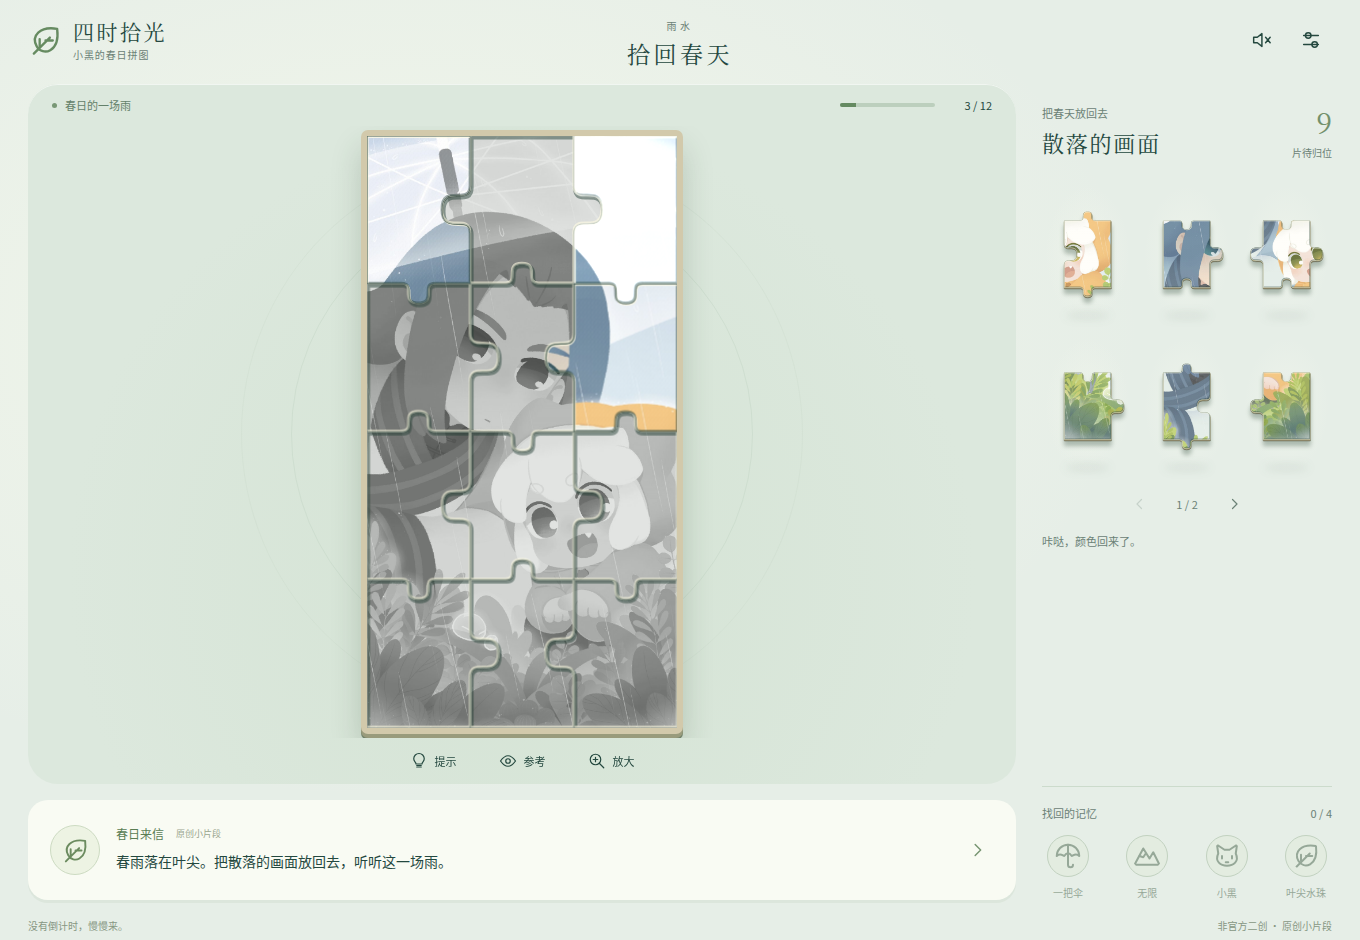 四时拾光
小黑的春日拼图
雨水
拾回春天
春日的一场雨
3 / 12
把春天放回去
散落的画面
9
片待归位
1 / 2
咔哒，颜色回来了。
提示
参考
放大
春日来信
原创小片段
春雨落在叶尖。把散落的画面放回去，听听这一场雨。
找回的记忆
0 / 4
一把伞
无限
小黑
叶尖水珠
没有倒计时，慢慢来。
非官方二创 · 原创小片段